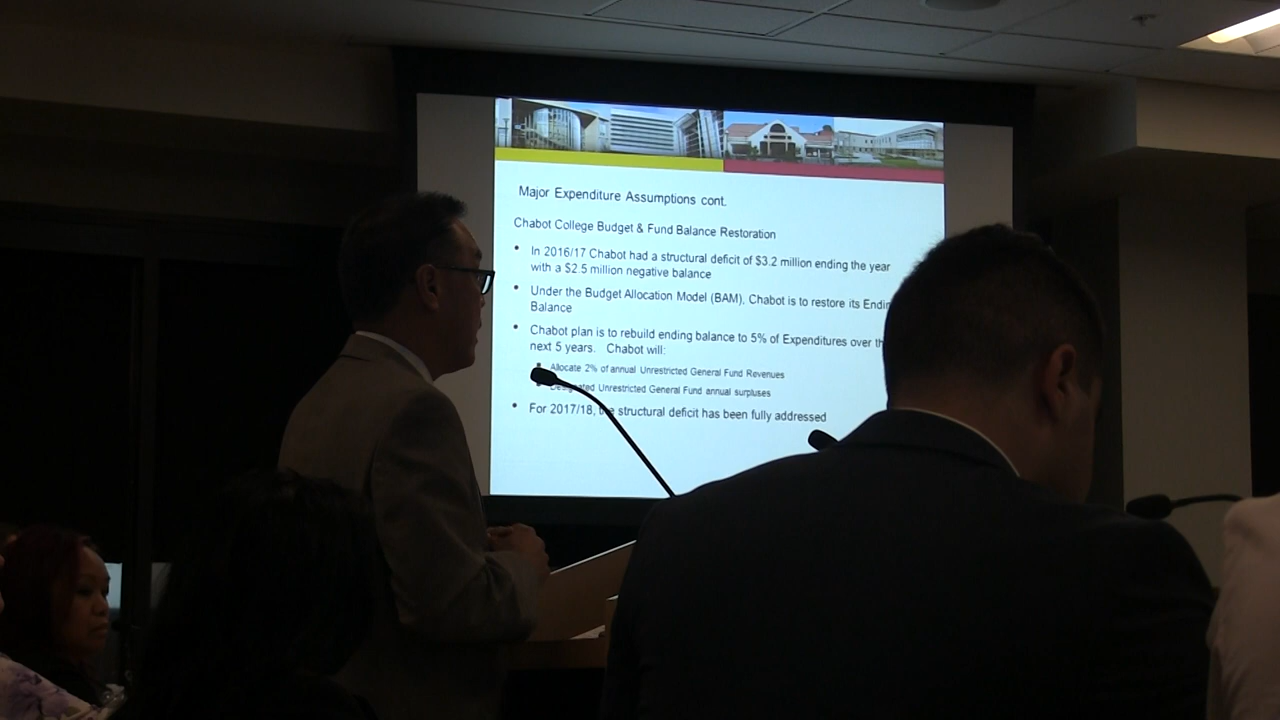 Major Expenditure Assumptions cont.
Chabot College Budget & Fund Balance Restoration
• In 2016/17 Chabot had a structural deficit of $3.2 million ending the year
with a $2.5 million negative balance
• Under the Budget Allocation Model (BAM), Chabot is to restore its Endin
Balance
• Chabot plan is to rebuild ending balance to 5% of Expenditures over th
next 5 years. Chabot will:
Allocate 2% of annual Unrestricted General Fund Revenues
Designated Unrestricted General Fund annual surpluses
• For 2017/18, the structural deficit has been fully addressed